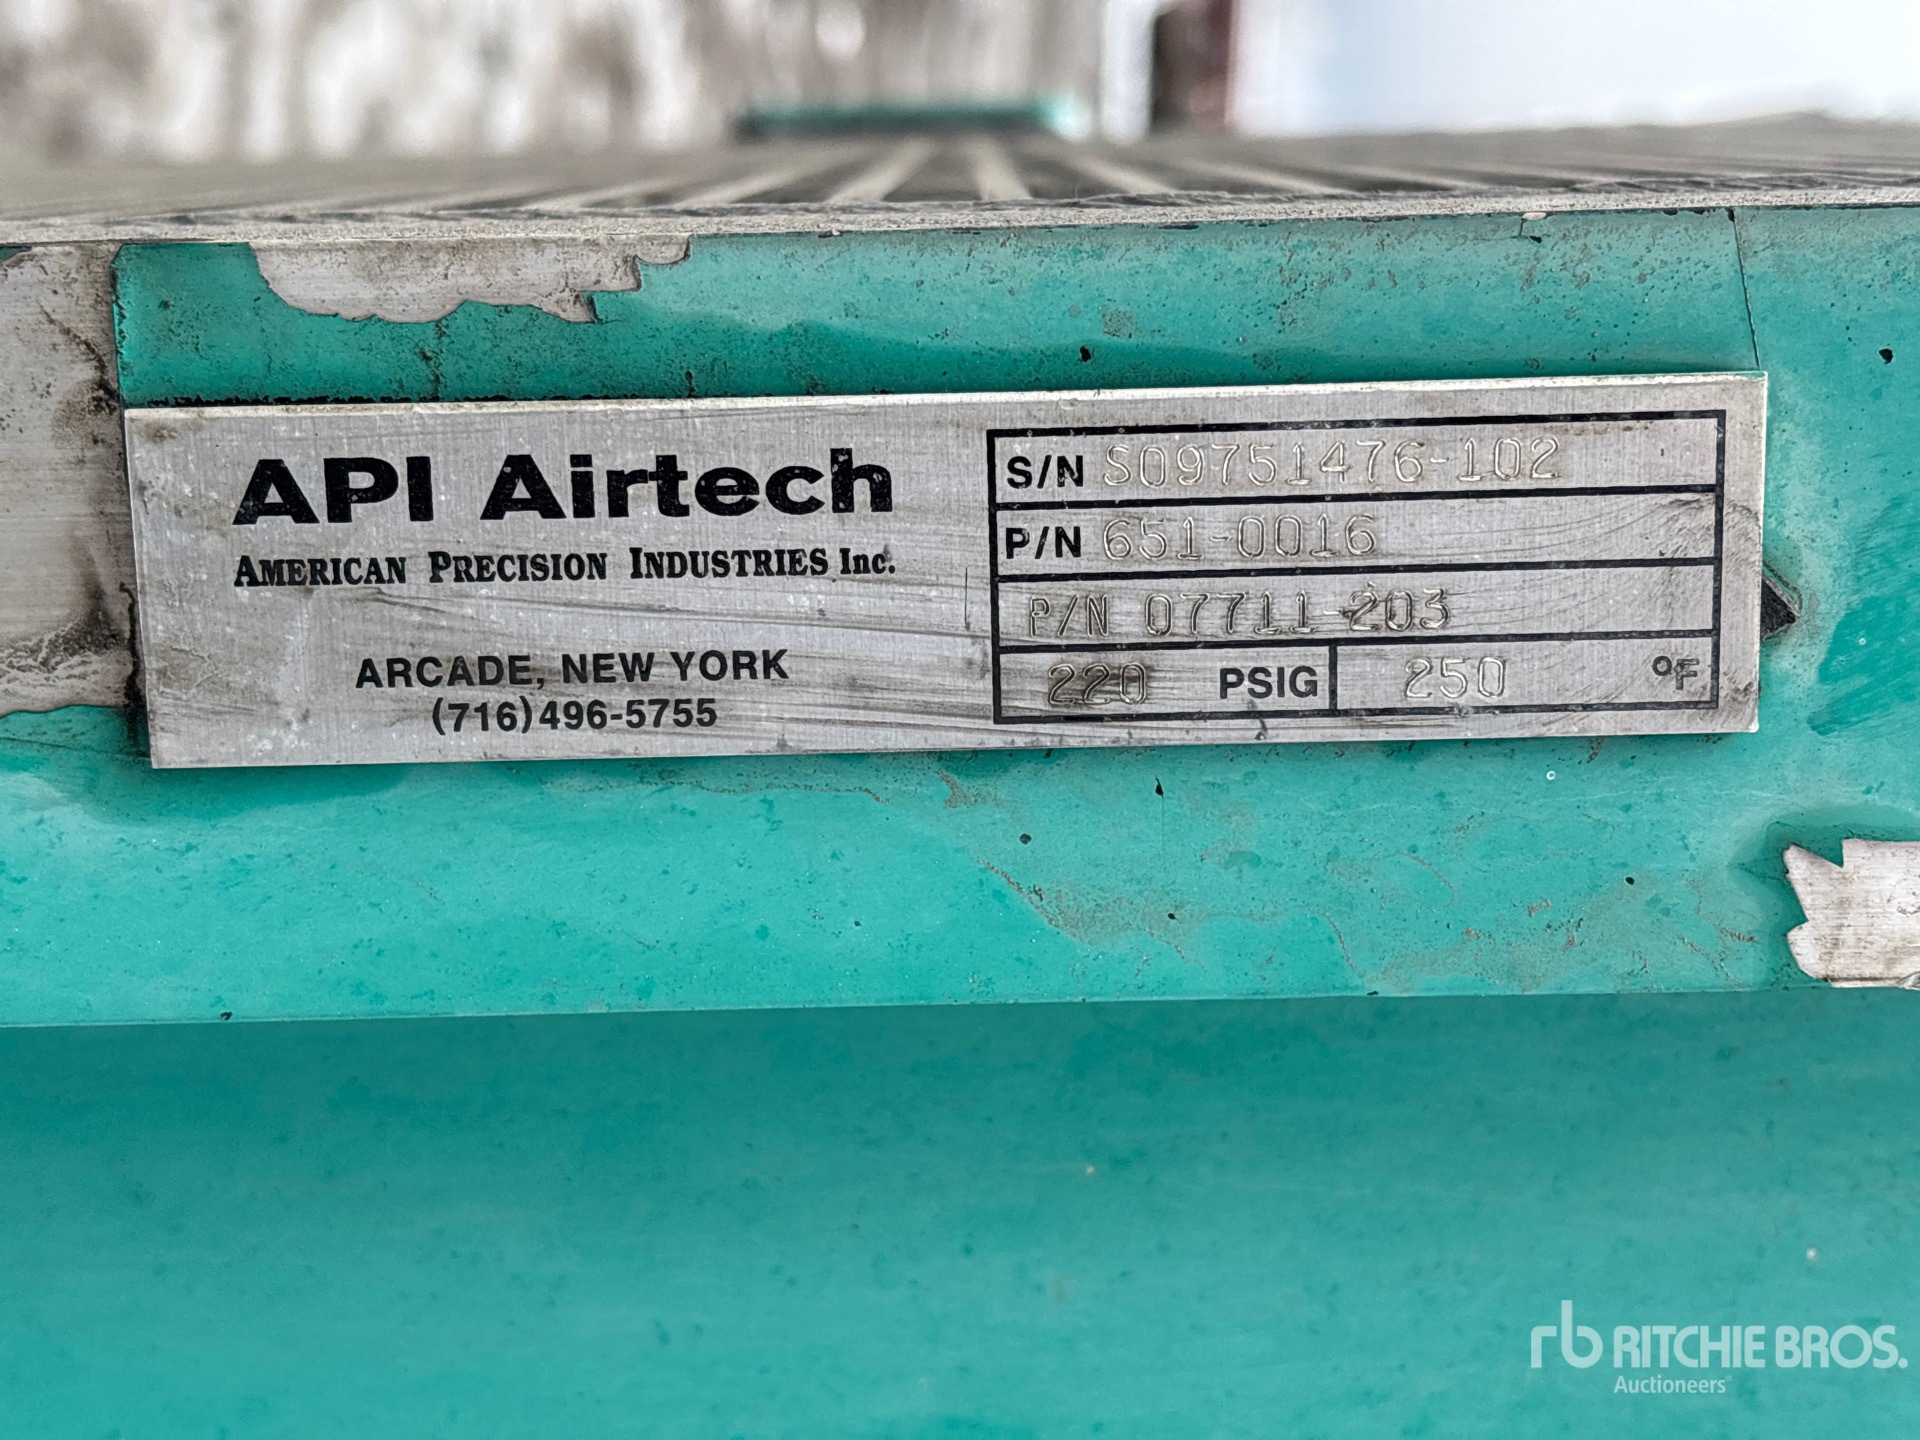 API Airtech
AMERICAN PRECISION INDUSTRIES Inc.
ARCADE, NEW YORK
(716)496-5755
S/N S09751476-102
P/N 651-0016
P/N 07711-203
220 PSIG 250 °F
rb RITCHIE BROS.
Auctioneers